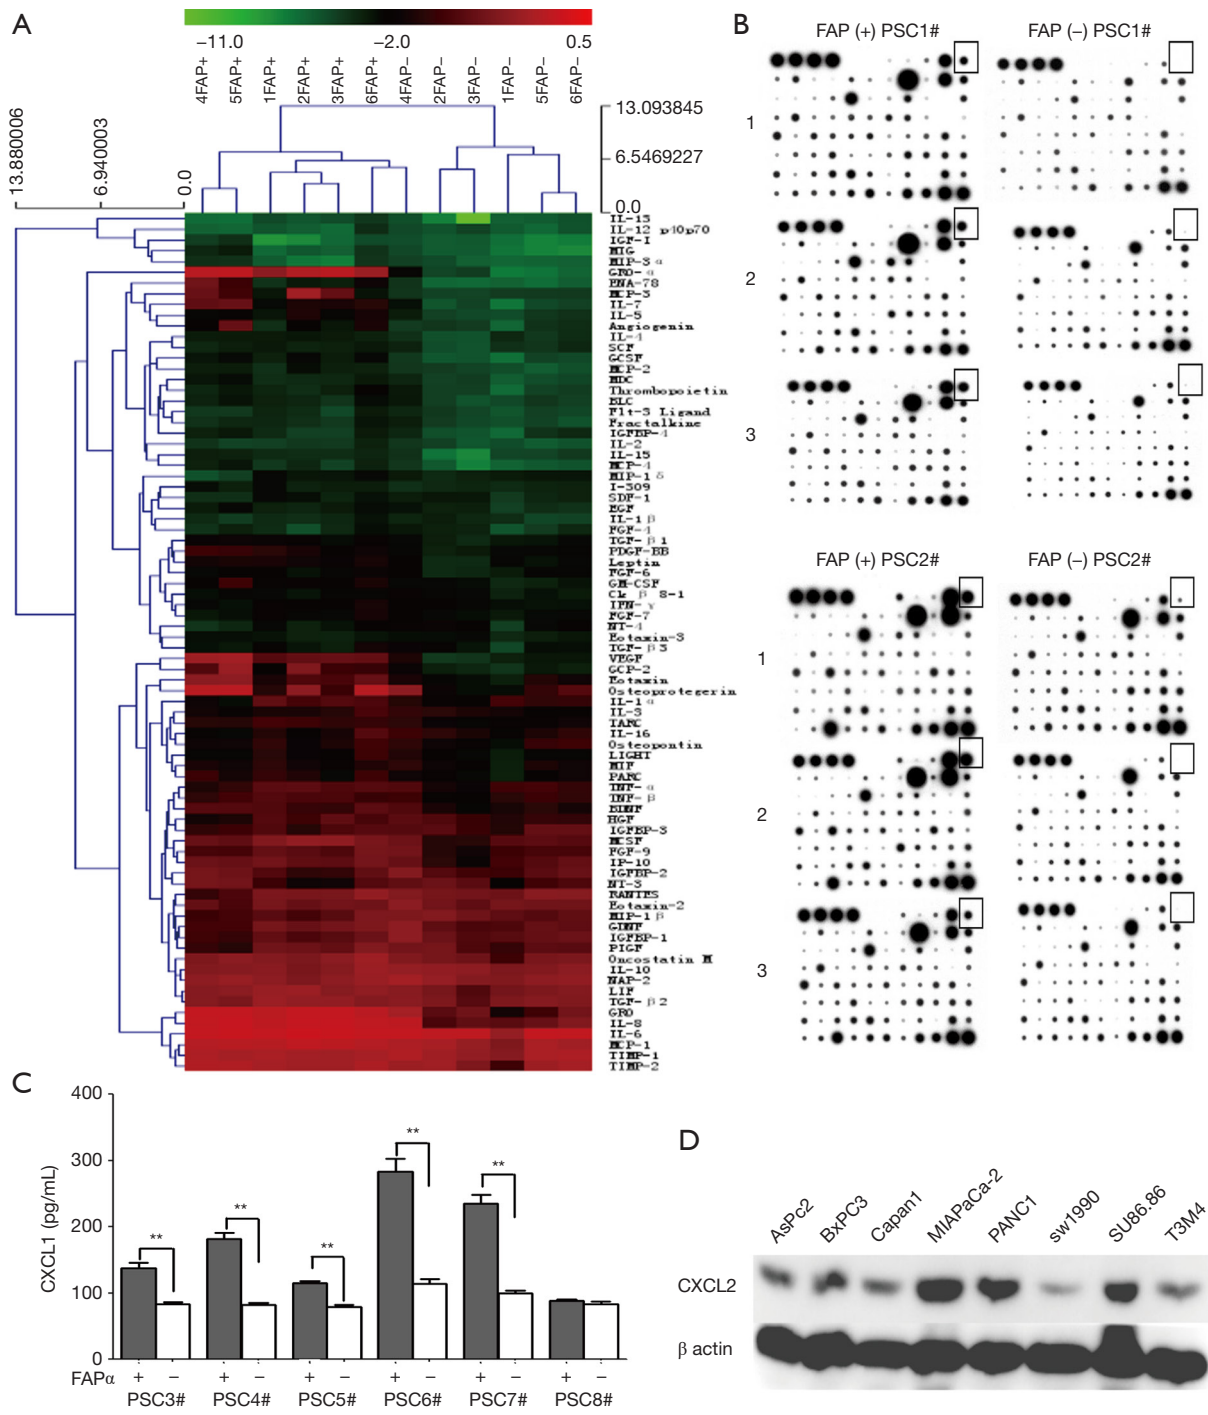 A
−11.0 −2.0 0.5
4FAP+ 5FAP+ 1FAP+ 2FAP+ 3FAP+ 6FAP+ 4FAP− 2FAP− 3FAP− 1FAP− 5FAP− 6FAP−
13.880006 6.940003 0.0
13.093845
6.5469227
0.0
IL-13
IL-12 p40p70
IGF-I
MIG
MIP-3α
GRO-α
ENA-78
MCP-3
IL-7
IL-5
Angiogenin
IL-4
SCF
GCSF
MCP-2
MDC
Thrombopoietin
BLC
Flt-3 Ligand
Fractalkine
IGFBP-4
IL-2
IL-15
MCP-4
MIP-1δ
I-309
SDF-1
EGF
IL-1β
FGF-4
TGF-β1
PDGF-BB
Leptin
FGF-6
GM-CSF
Ck β 8-1
IFN-γ
FGF-7
NT-4
Eotaxin-3
TGF-β3
VEGF
GCP-2
Eotaxin
Osteoprotegerin
IL-1α
IL-3
TARC
IL-16
Osteopontin
LIGHT
MIF
PARC
TNF-α
TNF-β
BDNF
HGF
IGFBP-3
MCSF
FGF-9
IP-10
IGFBP-2
NT-3
RANTES
Eotaxin-2
MIP-1β
GDNF
IGFBP-1
PIGF
Oncostatin M
IL-10
NAP-2
LIF
TGF-β2
GRO
IL-8
IL-6
MCP-1
TIMP-1
TIMP-2
B
FAP (+) PSC1# FAP (−) PSC1#
1
2
3
FAP (+) PSC2# FAP (−) PSC2#
1
2
3
C
CXCL1 (pg/mL)
400
300
200
100
0
** ** ** ** **
FAPα + − + − + − + − + − + −
PSC3# PSC4# PSC5# PSC6# PSC7# PSC8#
D
AsPc2 BxPC3 Capan1 MIAPaCa-2 PANC1 sw1990 SU86.86 T3M4
CXCL2
β actin